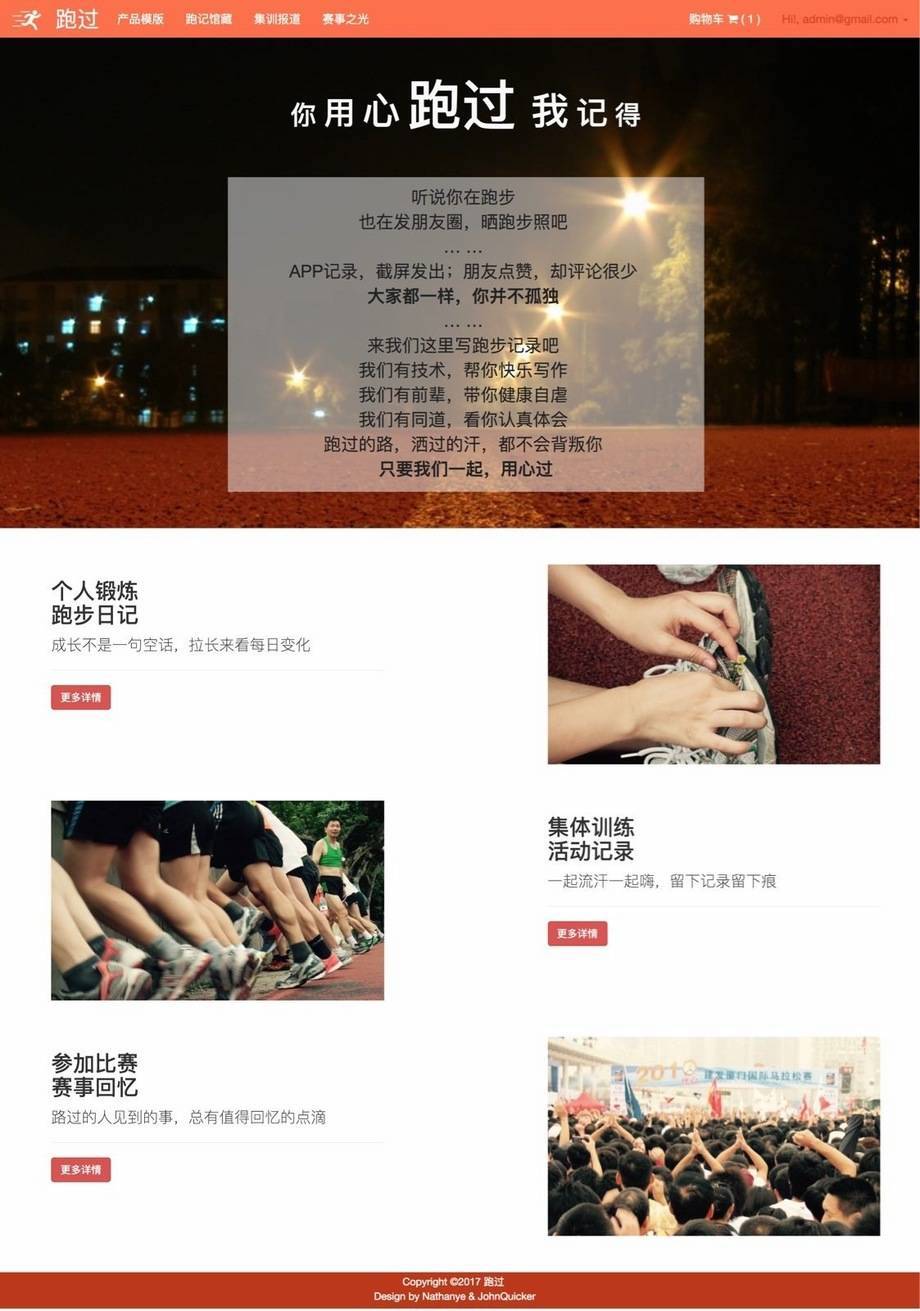 跑过 产品模版 跑记馆藏 集训报道 赛事之光 购物车 ( 1 ) Hi!, admin@gmail.com
你用心跑过 我记得
听说你在跑步
也在发朋友圈，晒跑步照吧
... ...
APP记录，截屏发出；朋友点赞，却评论很少
大家都一样，你并不孤独
... ...
来我们这里写跑步记录吧
我们有技术，帮你快乐写作
我们有前辈，带你健康自虐
我们有同道，看你认真体会
跑过的路，洒过的汗，都不会背叛你
只要我们一起，用心过
个人锻炼
跑步日记
成长不是一句空话，拉长来看每日变化
更多详情
集体训练
活动记录
一起流汗一起嗨，留下记录留下痕
更多详情
参加比赛
赛事回忆
路过的人见到的事，总有值得回忆的点滴
更多详情
建发厦门国际马拉松赛
Copyright ©2017 跑过
Design by Nathanye & JohnQuicker